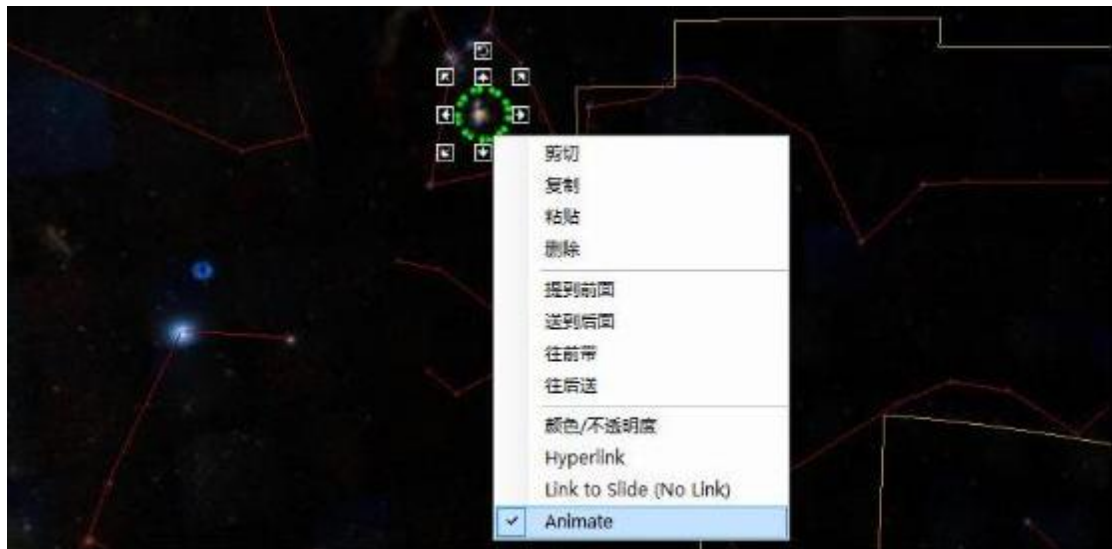 剪切
复制
粘贴
删除
提到前面
送到后面
往前带
往后送
颜色/不透明度
Hyperlink
Link to Slide (No Link)
Animate